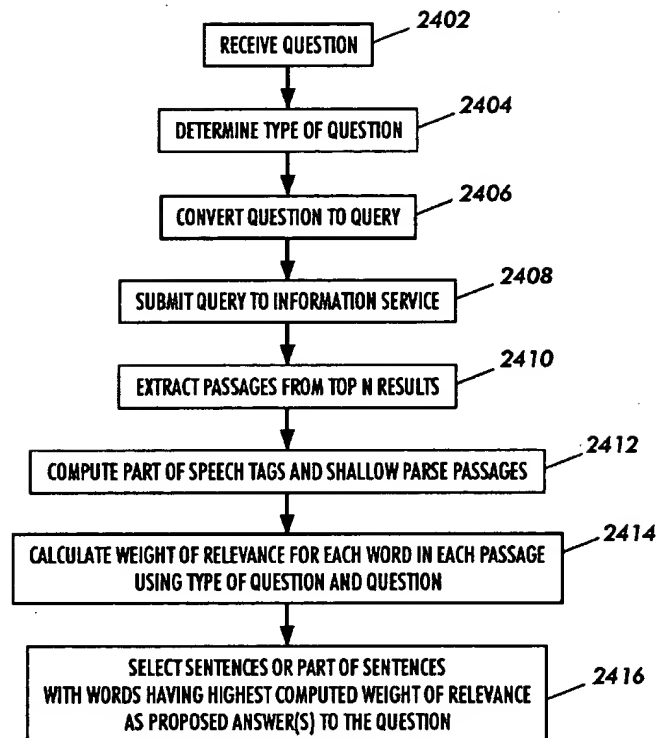 2402
RECEIVE QUESTION
2404
DETERMINE TYPE OF QUESTION
2406
CONVERT QUESTION TO QUERY
2408
SUBMIT QUERY TO INFORMATION SERVICE
2410
EXTRACT PASSAGES FROM TOP N RESULTS
2412
COMPUTE PART OF SPEECH TAGS AND SHALLOW PARSE PASSAGES
2414
CALCULATE WEIGHT OF RELEVANCE FOR EACH WORD IN EACH PASSAGE
USING TYPE OF QUESTION AND QUESTION
SELECT SENTENCES OR PART OF SENTENCES
2416
WITH WORDS HAVING HIGHEST COMPUTED WEIGHT OF RELEVANCE
AS PROPOSED ANSWER(S) TO THE QUESTION